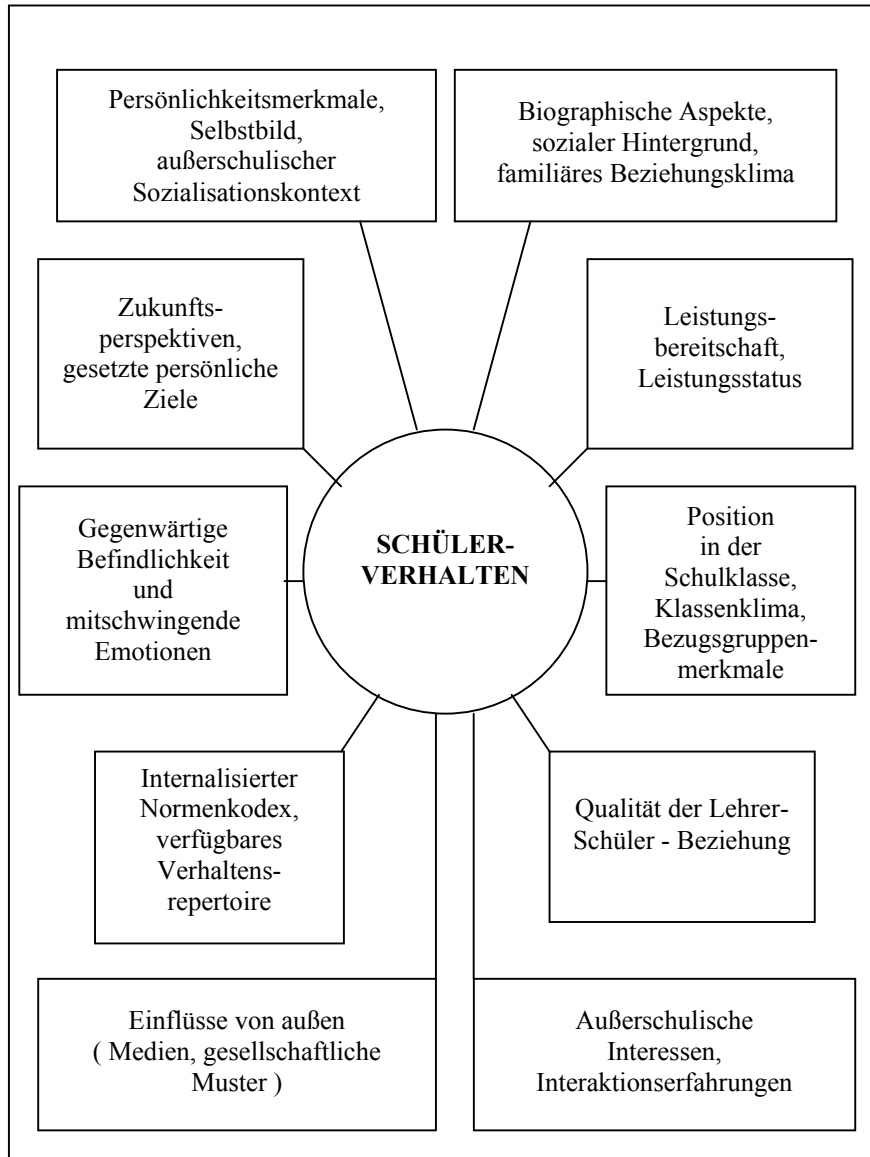 Persönlichkeitsmerkmale,
Selbstbild,
außerschulischer
Sozialisationskontext
Biographische Aspekte,
sozialer Hintergrund,
familiäres Beziehungsklima
Zukunfts-
perspektiven,
gesetzte persönliche
Ziele
Leistungs-
bereitschaft,
Leistungsstatus
Gegenwärtige
Befindlichkeit
und
mitschwingende
Emotionen
SCHÜLER-
VERHALTEN
Position
in der
Schulklasse,
Klassenklima,
Bezugsgruppen-
merkmale
Internalisierter
Normenkodex,
verfügbares
Verhaltens-
repertoire
Qualität der Lehrer-
Schüler - Beziehung
Einflüsse von außen
( Medien, gesellschaftliche
Muster )
Außerschulische
Interessen,
Interaktionserfahrungen